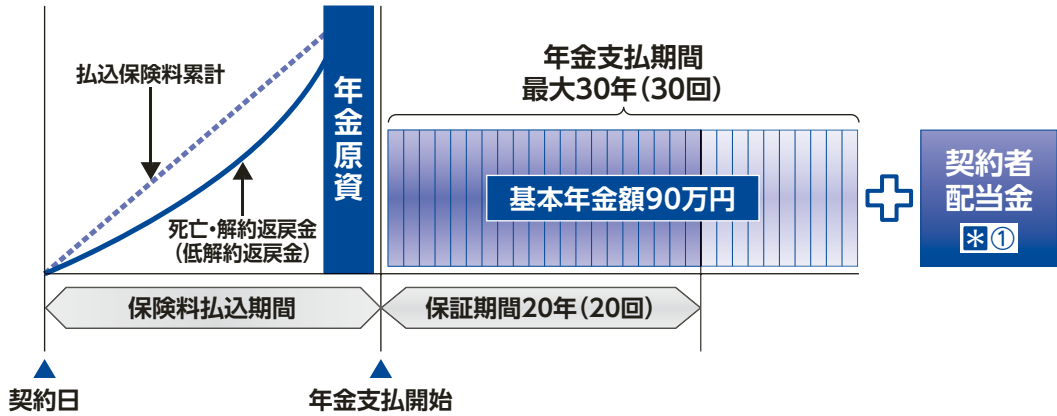 払込保険料累計
年金原資
死亡・解約返戻金
(低解約返戻金)
年金支払期間
最大30年(30回)
基本年金額90万円
契約者
配当金
*①
保険料払込期間
保証期間20年(20回)
契約日
年金支払開始